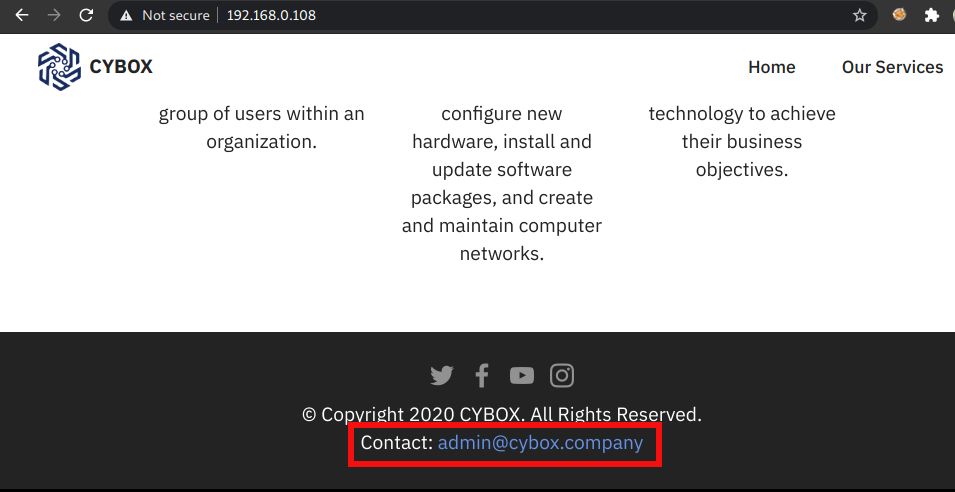 Not secure 192.168.0.108
CYBOX Home Our Services
group of users within an
organization.
configure new
hardware, install and
update software
packages, and create
and maintain computer
networks.
technology to achieve
their business
objectives.
© Copyright 2020 CYBOX. All Rights Reserved.
Contact: admin@cybox.company